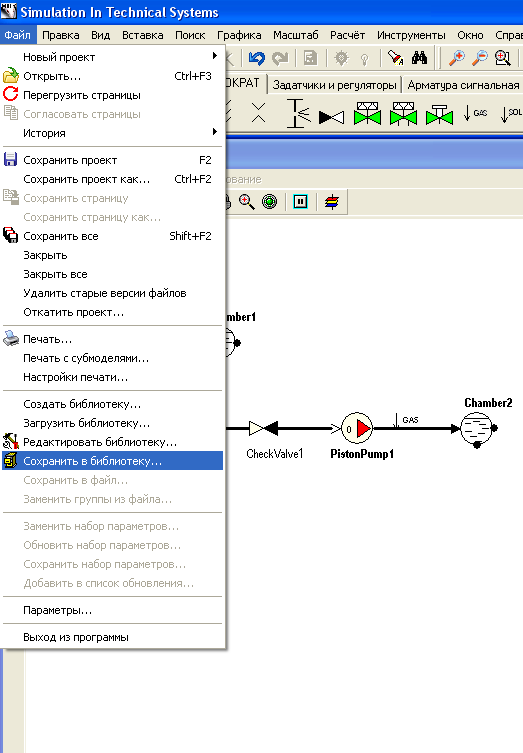 Simulation In Technical Systems
Файл Правка Вид Вставка Поиск Графика Масштаб Расчёт Инструменты Окно Спра
Новый проект
Открыть... Ctrl+F3
Перегрузить страницы
Согласовать страницы
История
Сохранить проект F2
Сохранить проект как... Ctrl+F2
Сохранить страницу
Сохранить страницу как...
Сохранить все Shift+F2
Закрыть
Закрыть все
Удалить старые версии файлов
Откатить проект...
Печать...
Печать с субмоделями...
Настройки печати...
Создать библиотеку...
Загрузить библиотеку...
Редактировать библиотеку...
Сохранить в библиотеку...
Сохранить в файл...
Заменить группы из файла...
Заменить набор параметров...
Обновить набор параметров...
Сохранить набор параметров...
Добавить в список обновления...
Параметры...
Выход из программы
ОКРАТ Задатчики и регуляторы Арматура сигнальная
GAS SOL
ование
mber1
Chamber2
GAS
0
CheckValve1 PistonPump1